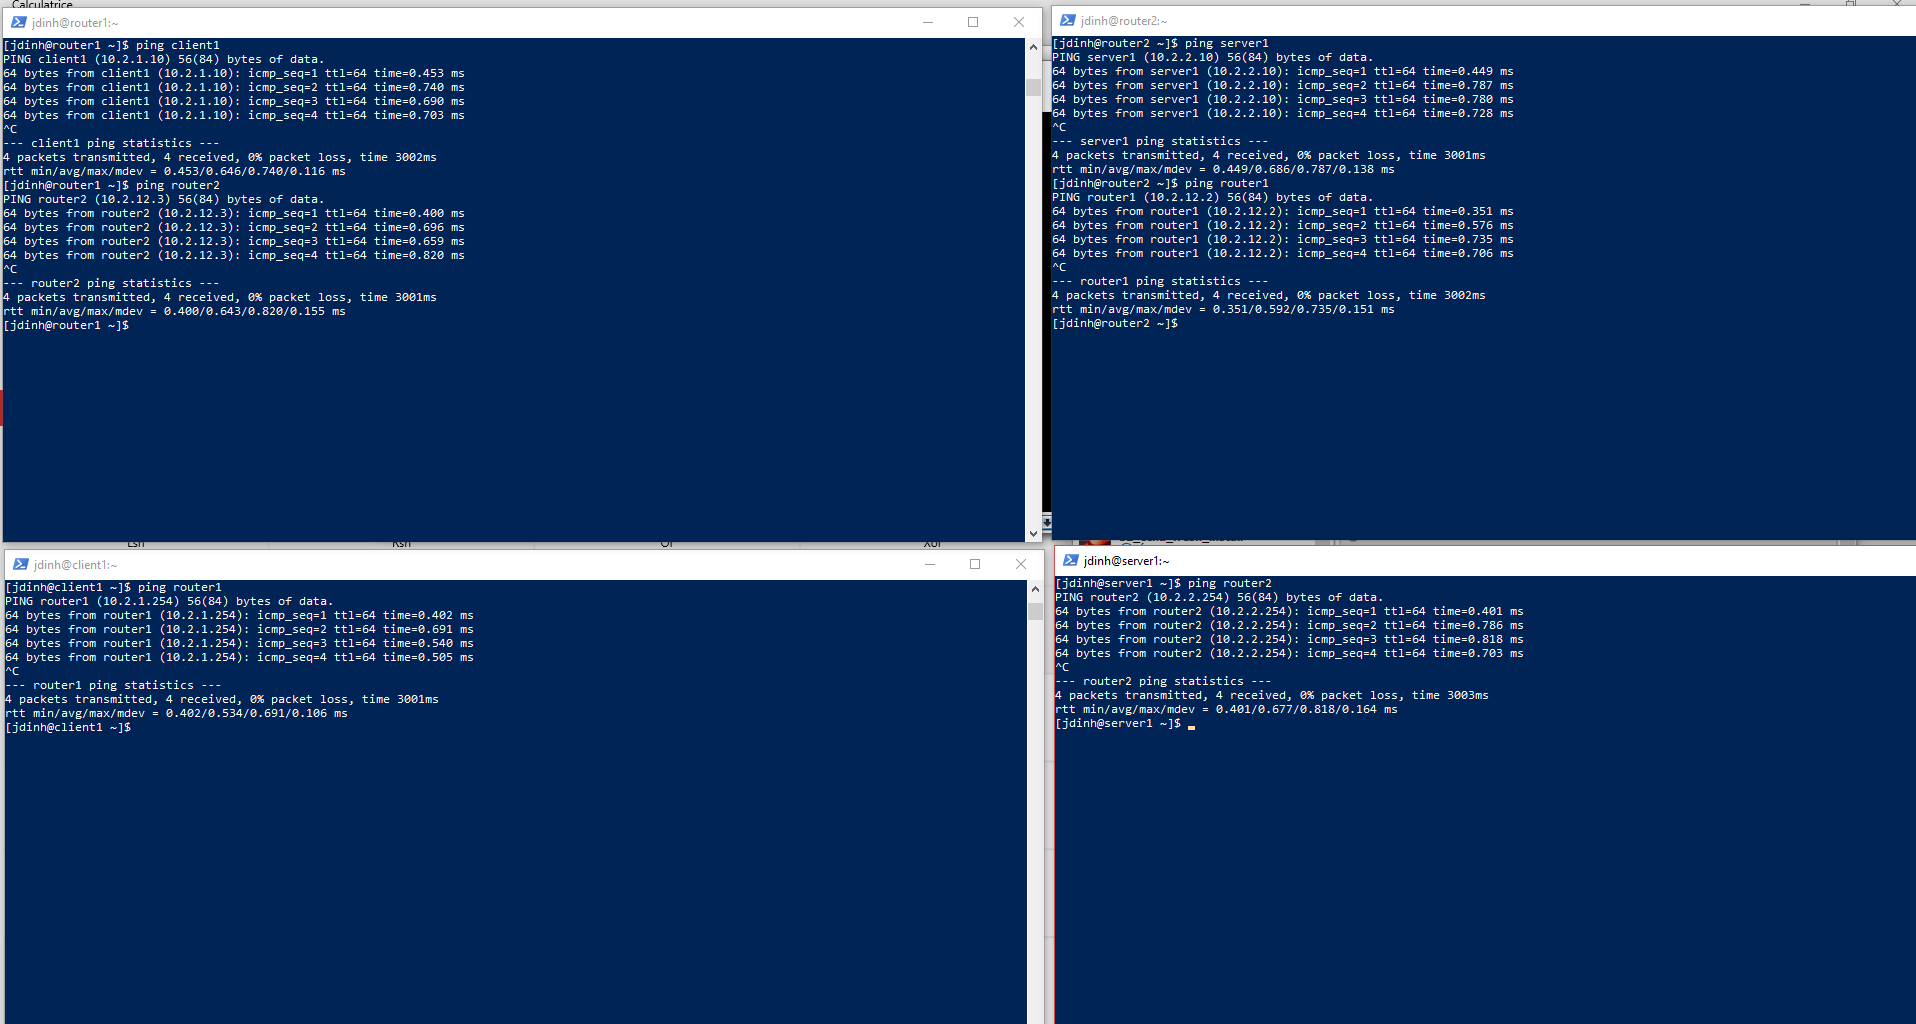 Calculatrice
jdinh@router1:~
[jdinh@router1 ~]$ ping client1
PING client1 (10.2.1.10) 56(84) bytes of data.
64 bytes from client1 (10.2.1.10): icmp_seq=1 ttl=64 time=0.453 ms
64 bytes from client1 (10.2.1.10): icmp_seq=2 ttl=64 time=0.740 ms
64 bytes from client1 (10.2.1.10): icmp_seq=3 ttl=64 time=0.690 ms
64 bytes from client1 (10.2.1.10): icmp_seq=4 ttl=64 time=0.703 ms
^C
--- client1 ping statistics ---
4 packets transmitted, 4 received, 0% packet loss, time 3002ms
rtt min/avg/max/mdev = 0.453/0.646/0.740/0.116 ms
[jdinh@router1 ~]$ ping router2
PING router2 (10.2.12.3) 56(84) bytes of data.
64 bytes from router2 (10.2.12.3): icmp_seq=1 ttl=64 time=0.400 ms
64 bytes from router2 (10.2.12.3): icmp_seq=2 ttl=64 time=0.696 ms
64 bytes from router2 (10.2.12.3): icmp_seq=3 ttl=64 time=0.659 ms
64 bytes from router2 (10.2.12.3): icmp_seq=4 ttl=64 time=0.820 ms
^C
--- router2 ping statistics ---
4 packets transmitted, 4 received, 0% packet loss, time 3001ms
rtt min/avg/max/mdev = 0.400/0.643/0.820/0.155 ms
[jdinh@router1 ~]$
jdinh@router2:~
[jdinh@router2 ~]$ ping server1
PING server1 (10.2.2.10) 56(84) bytes of data.
64 bytes from server1 (10.2.2.10): icmp_seq=1 ttl=64 time=0.449 ms
64 bytes from server1 (10.2.2.10): icmp_seq=2 ttl=64 time=0.787 ms
64 bytes from server1 (10.2.2.10): icmp_seq=3 ttl=64 time=0.780 ms
64 bytes from server1 (10.2.2.10): icmp_seq=4 ttl=64 time=0.728 ms
^C
--- server1 ping statistics ---
4 packets transmitted, 4 received, 0% packet loss, time 3001ms
rtt min/avg/max/mdev = 0.449/0.686/0.787/0.138 ms
[jdinh@router2 ~]$ ping router1
PING router1 (10.2.12.2) 56(84) bytes of data.
64 bytes from router1 (10.2.12.2): icmp_seq=1 ttl=64 time=0.351 ms
64 bytes from router1 (10.2.12.2): icmp_seq=2 ttl=64 time=0.576 ms
64 bytes from router1 (10.2.12.2): icmp_seq=3 ttl=64 time=0.735 ms
64 bytes from router1 (10.2.12.2): icmp_seq=4 ttl=64 time=0.706 ms
^C
--- router1 ping statistics ---
4 packets transmitted, 4 received, 0% packet loss, time 3002ms
rtt min/avg/max/mdev = 0.351/0.592/0.735/0.151 ms
[jdinh@router2 ~]$
Lsh Rsh Or Xor
jdinh@client1:~
[jdinh@client1 ~]$ ping router1
PING router1 (10.2.1.254) 56(84) bytes of data.
64 bytes from router1 (10.2.1.254): icmp_seq=1 ttl=64 time=0.402 ms
64 bytes from router1 (10.2.1.254): icmp_seq=2 ttl=64 time=0.691 ms
64 bytes from router1 (10.2.1.254): icmp_seq=3 ttl=64 time=0.540 ms
64 bytes from router1 (10.2.1.254): icmp_seq=4 ttl=64 time=0.505 ms
^C
--- router1 ping statistics ---
4 packets transmitted, 4 received, 0% packet loss, time 3001ms
rtt min/avg/max/mdev = 0.402/0.534/0.691/0.106 ms
[jdinh@client1 ~]$
jdinh@server1:~
[jdinh@server1 ~]$ ping router2
PING router2 (10.2.2.254) 56(84) bytes of data.
64 bytes from router2 (10.2.2.254): icmp_seq=1 ttl=64 time=0.401 ms
64 bytes from router2 (10.2.2.254): icmp_seq=2 ttl=64 time=0.786 ms
64 bytes from router2 (10.2.2.254): icmp_seq=3 ttl=64 time=0.818 ms
64 bytes from router2 (10.2.2.254): icmp_seq=4 ttl=64 time=0.703 ms
^C
--- router2 ping statistics ---
4 packets transmitted, 4 received, 0% packet loss, time 3003ms
rtt min/avg/max/mdev = 0.401/0.677/0.818/0.164 ms
[jdinh@server1 ~]$